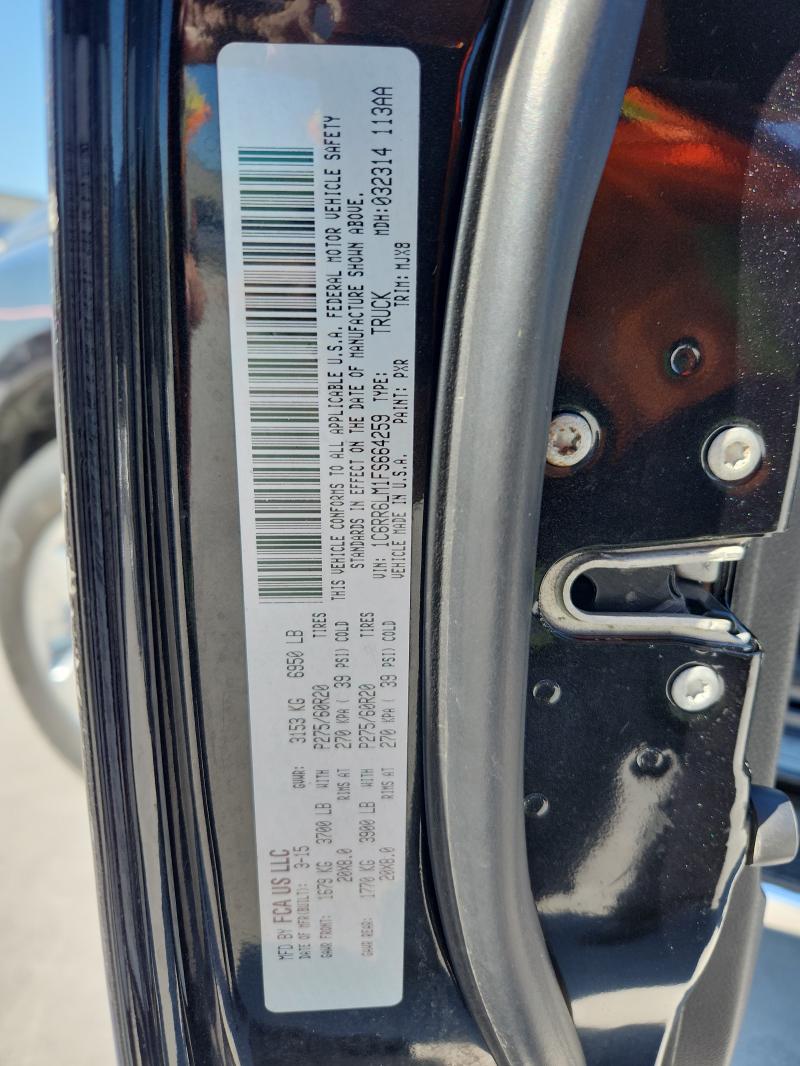 MFD BY FCA US LLC
DATE OF MFR(BUILT): 3-15 GVWR: 3153 KG 6950 LB
GAWR FRONT: 1679 KG 3700 LB WITH P275/60R20 TIRES
20X8.0 RIMS AT 270 KPA ( 39 PSI) COLD
GAWR REAR: 1770 KG 3900 LB WITH P275/60R20 TIRES
20X8.0 RIMS AT 270 KPA ( 39 PSI) COLD
THIS VEHICLE CONFORMS TO ALL APPLICABLE U.S.A. FEDERAL MOTOR VEHICLE SAFETY
STANDARDS IN EFFECT ON THE DATE OF MANUFACTURE SHOWN ABOVE.
VIN: 1C6RR6LM1FS664259 TYPE: TRUCK MDH:032314 113AA
VEHICLE MADE IN U.S.A. PAINT: PXR TRIM: MJX8